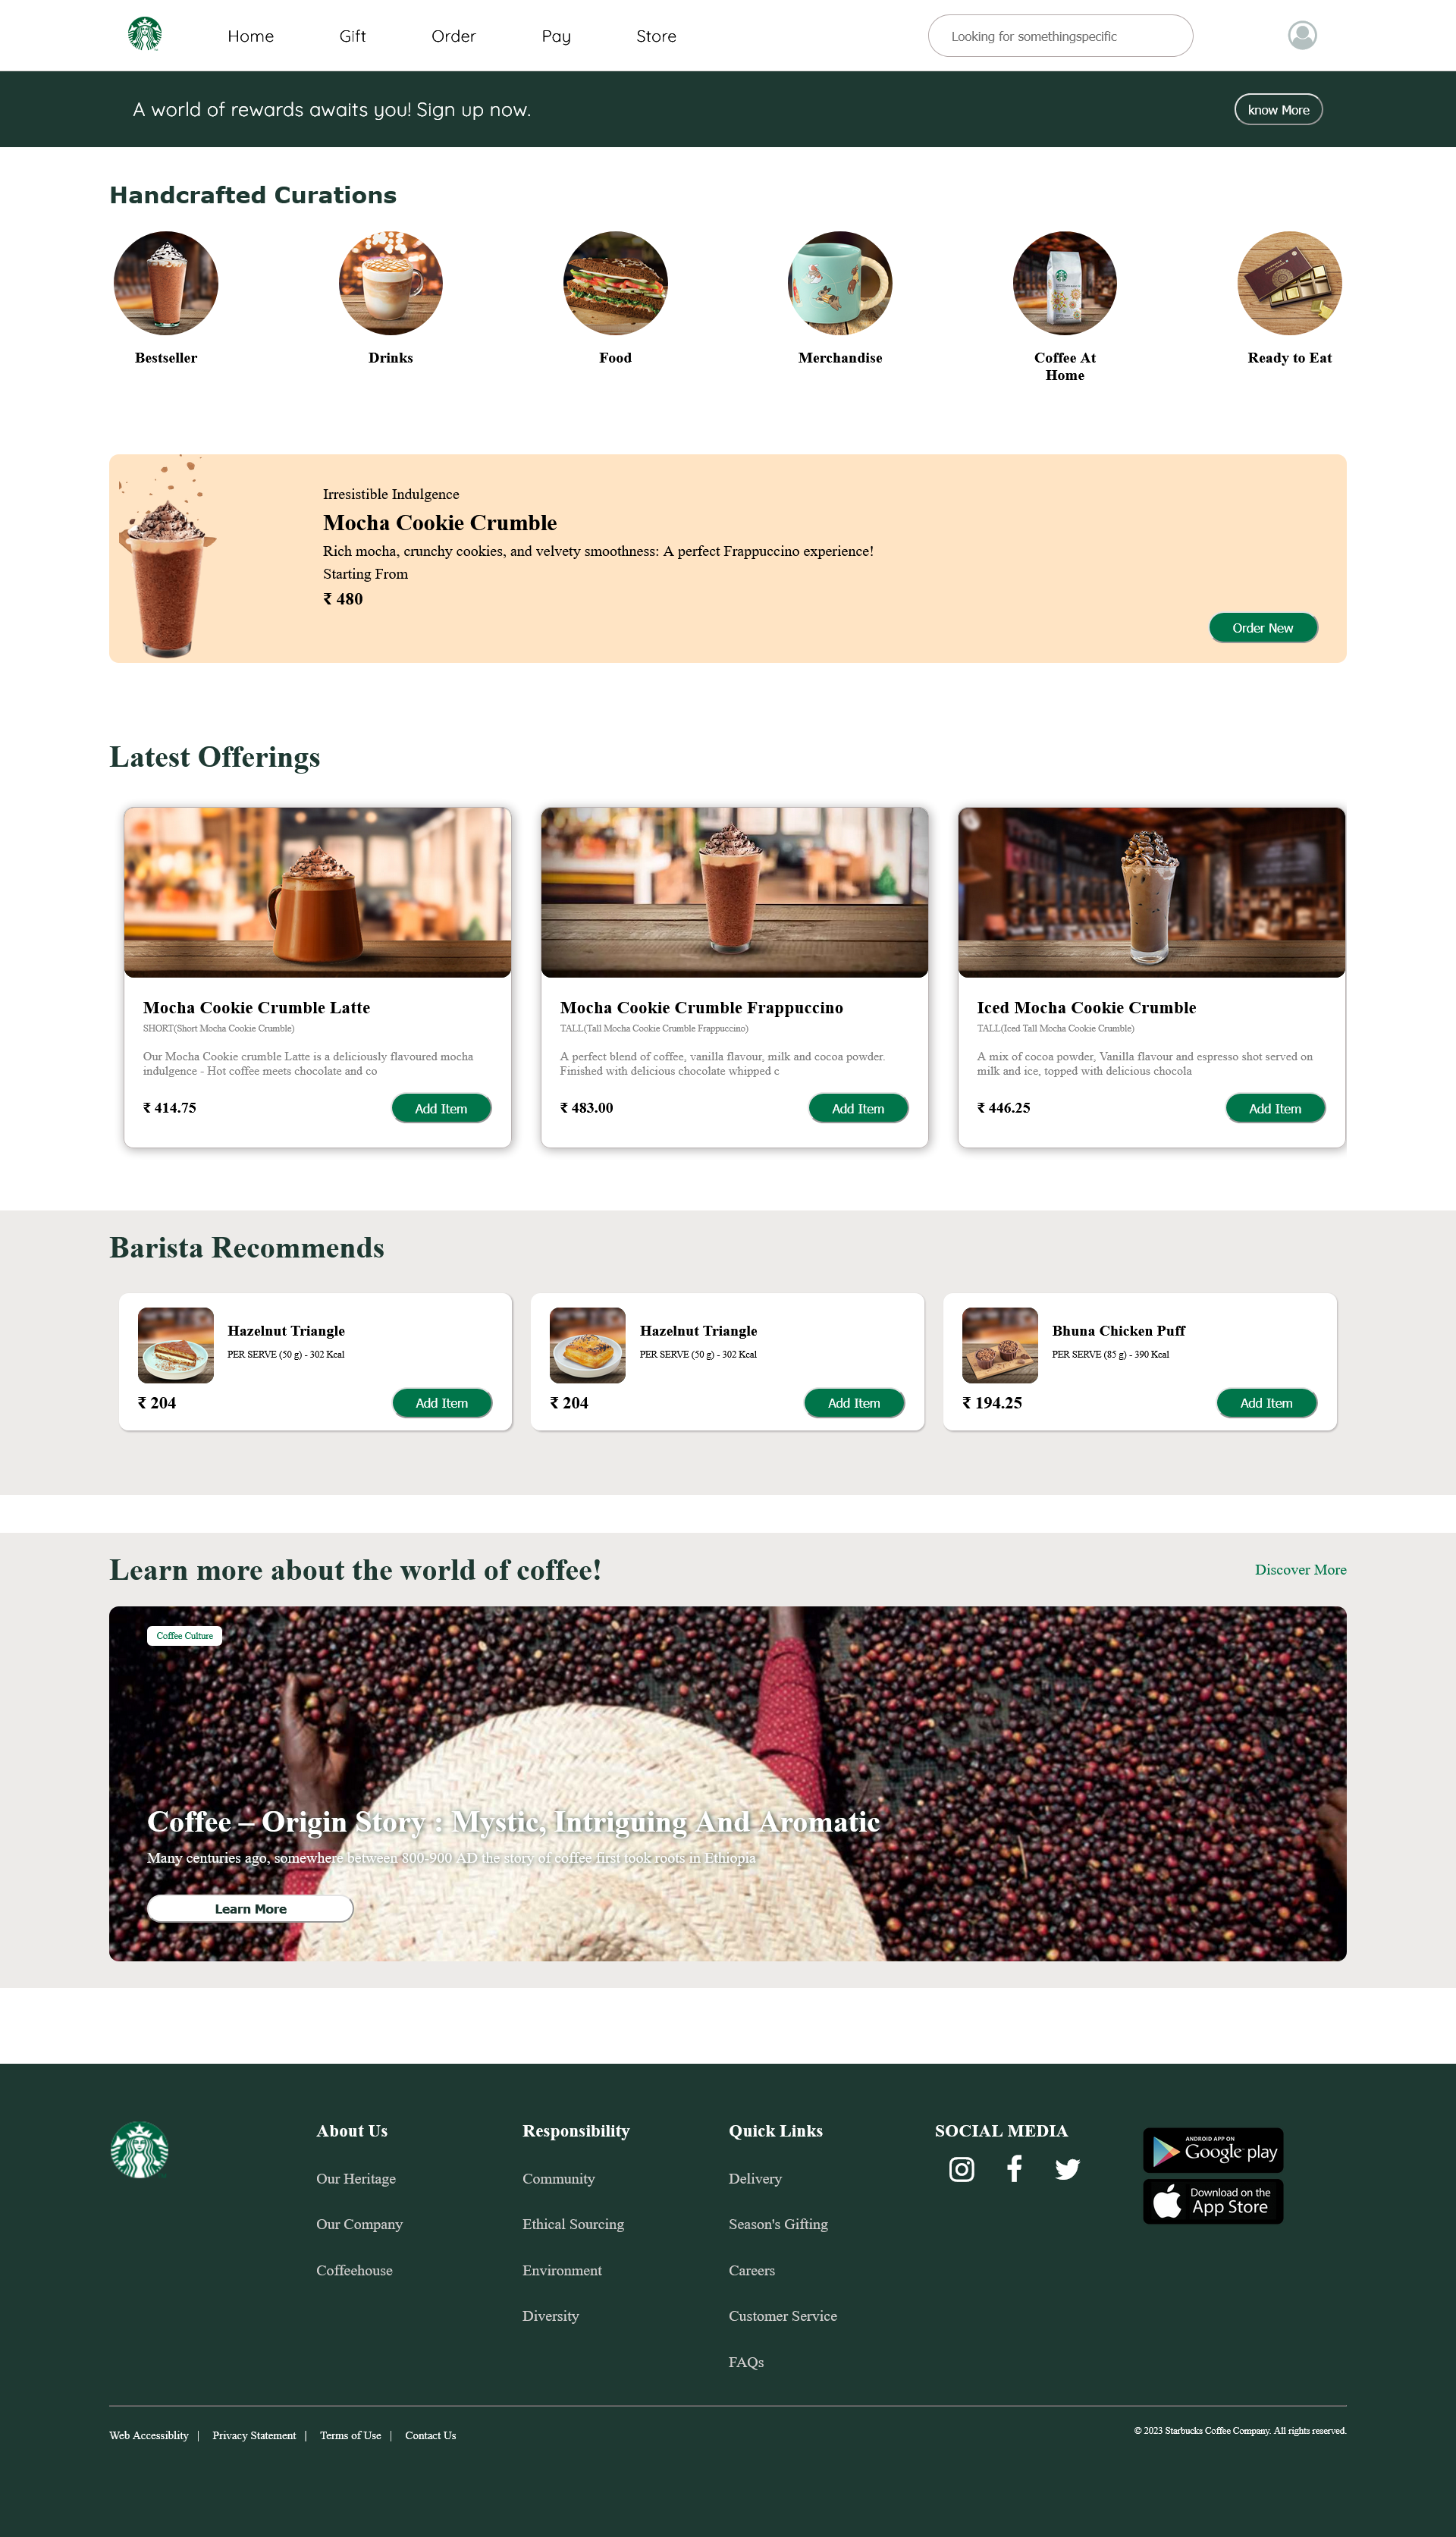 Home Gift Order Pay Store Looking for somethingspecific
A world of rewards awaits you! Sign up now. know More
Handcrafted Curations
Bestseller Drinks Food Merchandise Coffee At Home Ready to Eat
Irresistible Indulgence
Mocha Cookie Crumble
Rich mocha, crunchy cookies, and velvety smoothness: A perfect Frappuccino experience!
Starting From
₹ 480
Order New
Latest Offerings
Mocha Cookie Crumble Latte
SHORT(Short Mocha Cookie Crumble)
Our Mocha Cookie crumble Latte is a deliciously flavoured mocha
indulgence - Hot coffee meets chocolate and co
₹ 414.75 Add Item
Mocha Cookie Crumble Frappuccino
TALL(Tall Mocha Cookie Crumble Frappuccino)
A perfect blend of coffee, vanilla flavour, milk and cocoa powder.
Finished with delicious chocolate whipped c
₹ 483.00 Add Item
Iced Mocha Cookie Crumble
TALL(Iced Tall Mocha Cookie Crumble)
A mix of cocoa powder, Vanilla flavour and espresso shot served on
milk and ice, topped with delicious chocola
₹ 446.25 Add Item
Barista Recommends
Hazelnut Triangle
PER SERVE (50 g) - 302 Kcal
₹ 204 Add Item
Hazelnut Triangle
PER SERVE (50 g) - 302 Kcal
₹ 204 Add Item
Bhuna Chicken Puff
PER SERVE (85 g) - 390 Kcal
₹ 194.25 Add Item
Learn more about the world of coffee! Discover More
Coffee Culture
Coffee – Origin Story : Mystic, Intriguing And Aromatic
Many centuries ago, somewhere between 800-900 AD the story of coffee first took roots in Ethiopia
Learn More
About Us
Our Heritage
Our Company
Coffeehouse
Responsibility
Community
Ethical Sourcing
Environment
Diversity
Quick Links
Delivery
Season's Gifting
Careers
Customer Service
FAQs
SOCIAL MEDIA
ANDROID APP ON
Google play
Download on the
App Store
Web Accessiblity | Privacy Statement | Terms of Use | Contact Us
© 2023 Starbucks Coffee Company. All rights reserved.